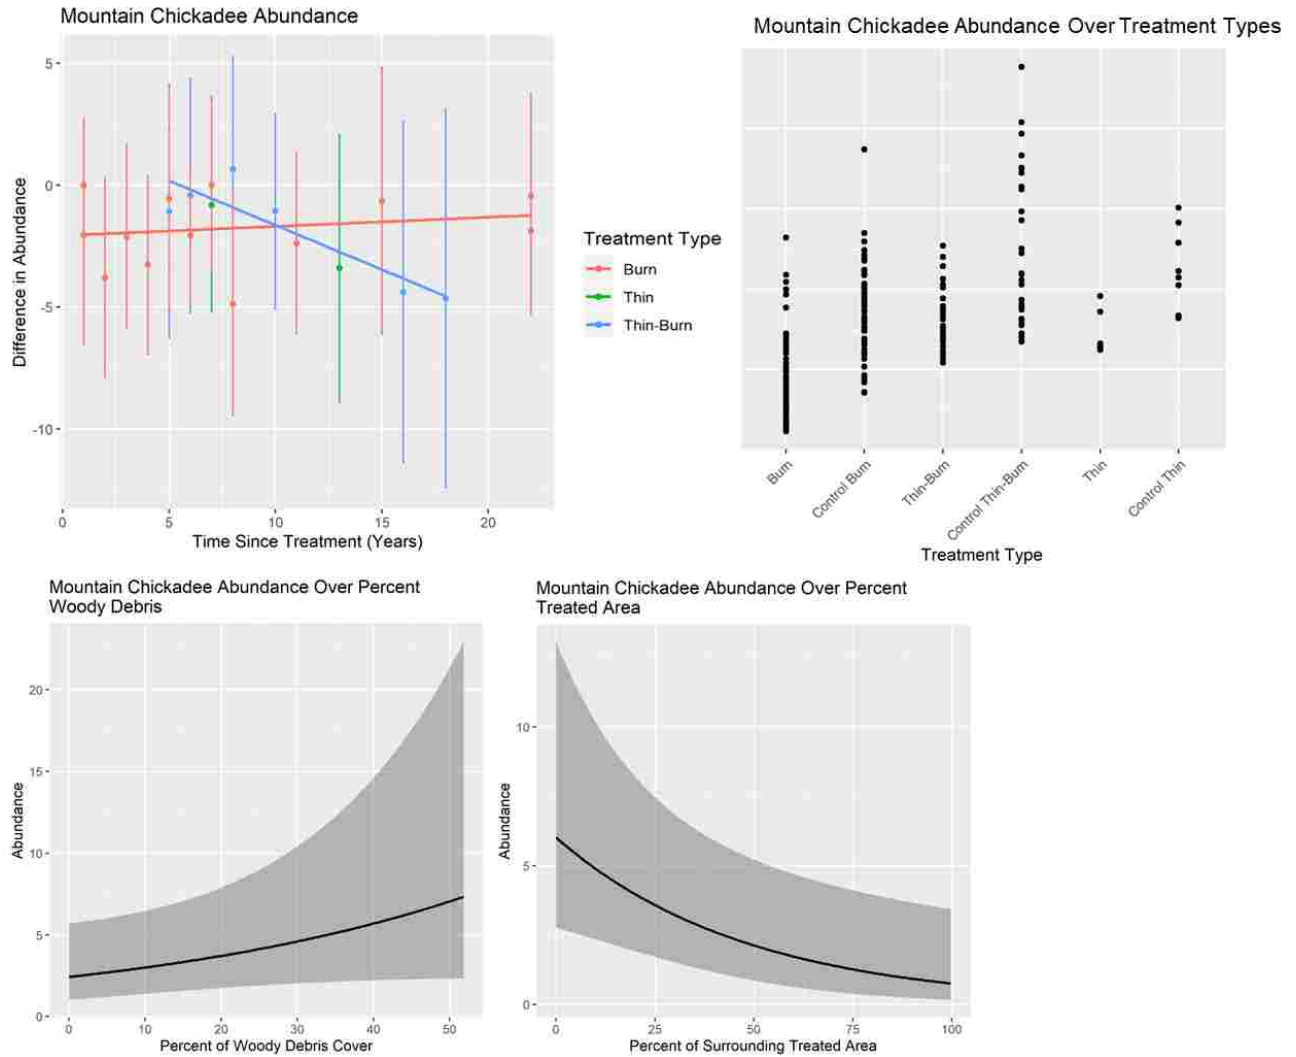 Mountain Chickadee Abundance
5
0
-5
-10
Difference in Abundance
0 5 10 15 20
Time Since Treatment (Years)
Treatment Type
Burn
Thin
Thin-Burn
Mountain Chickadee Abundance Over Treatment Types
Burn
Control Burn
Thin-Burn
Control Thin-Burn
Thin
Control Thin
Treatment Type
Mountain Chickadee Abundance Over Percent
Woody Debris
20
15
10
5
0
Abundance
0 10 20 30 40 50
Percent of Woody Debris Cover
Mountain Chickadee Abundance Over Percent
Treated Area
10
5
0
Abundance
0 25 50 75 100
Percent of Surrounding Treated Area